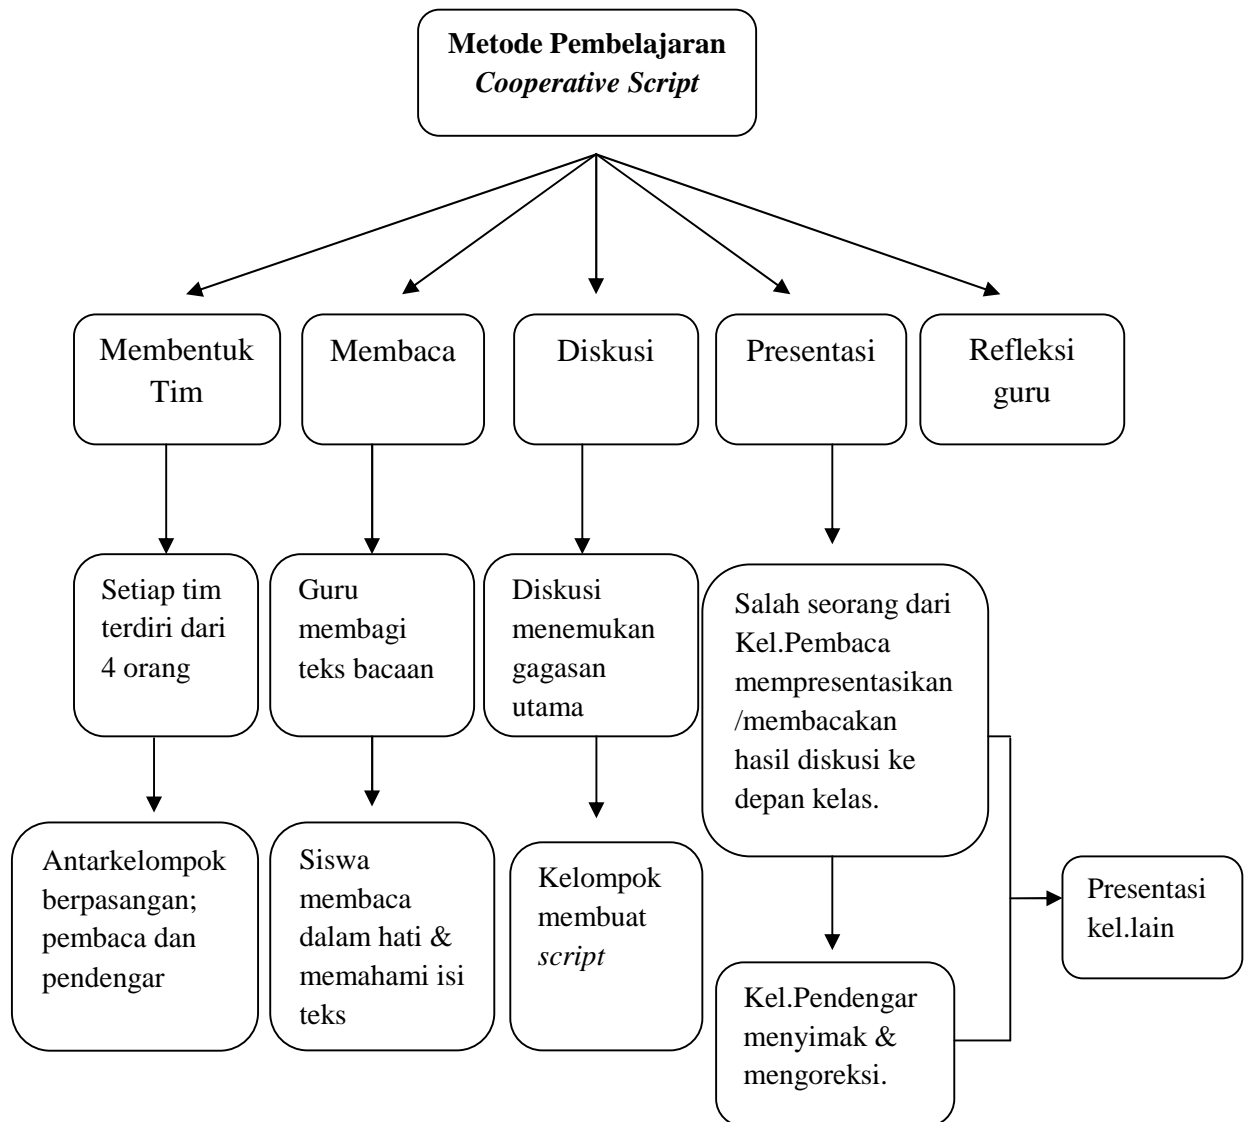 Metode Pembelajaran
Cooperative Script
Membentuk
Tim
Membaca
Diskusi
Presentasi
Refleksi
guru
Setiap tim
terdiri dari
4 orang
Guru
membagi
teks bacaan
Diskusi
menemukan
gagasan
utama
Salah seorang dari
Kel.Pembaca
mempresentasikan
/membacakan
hasil diskusi ke
depan kelas.
Antarkelompok
berpasangan;
pembaca dan
pendengar
Siswa
membaca
dalam hati &
memahami isi
teks
Kelompok
membuat
script
Kel.Pendengar
menyimak &
mengoreksi.
Presentasi
kel.lain